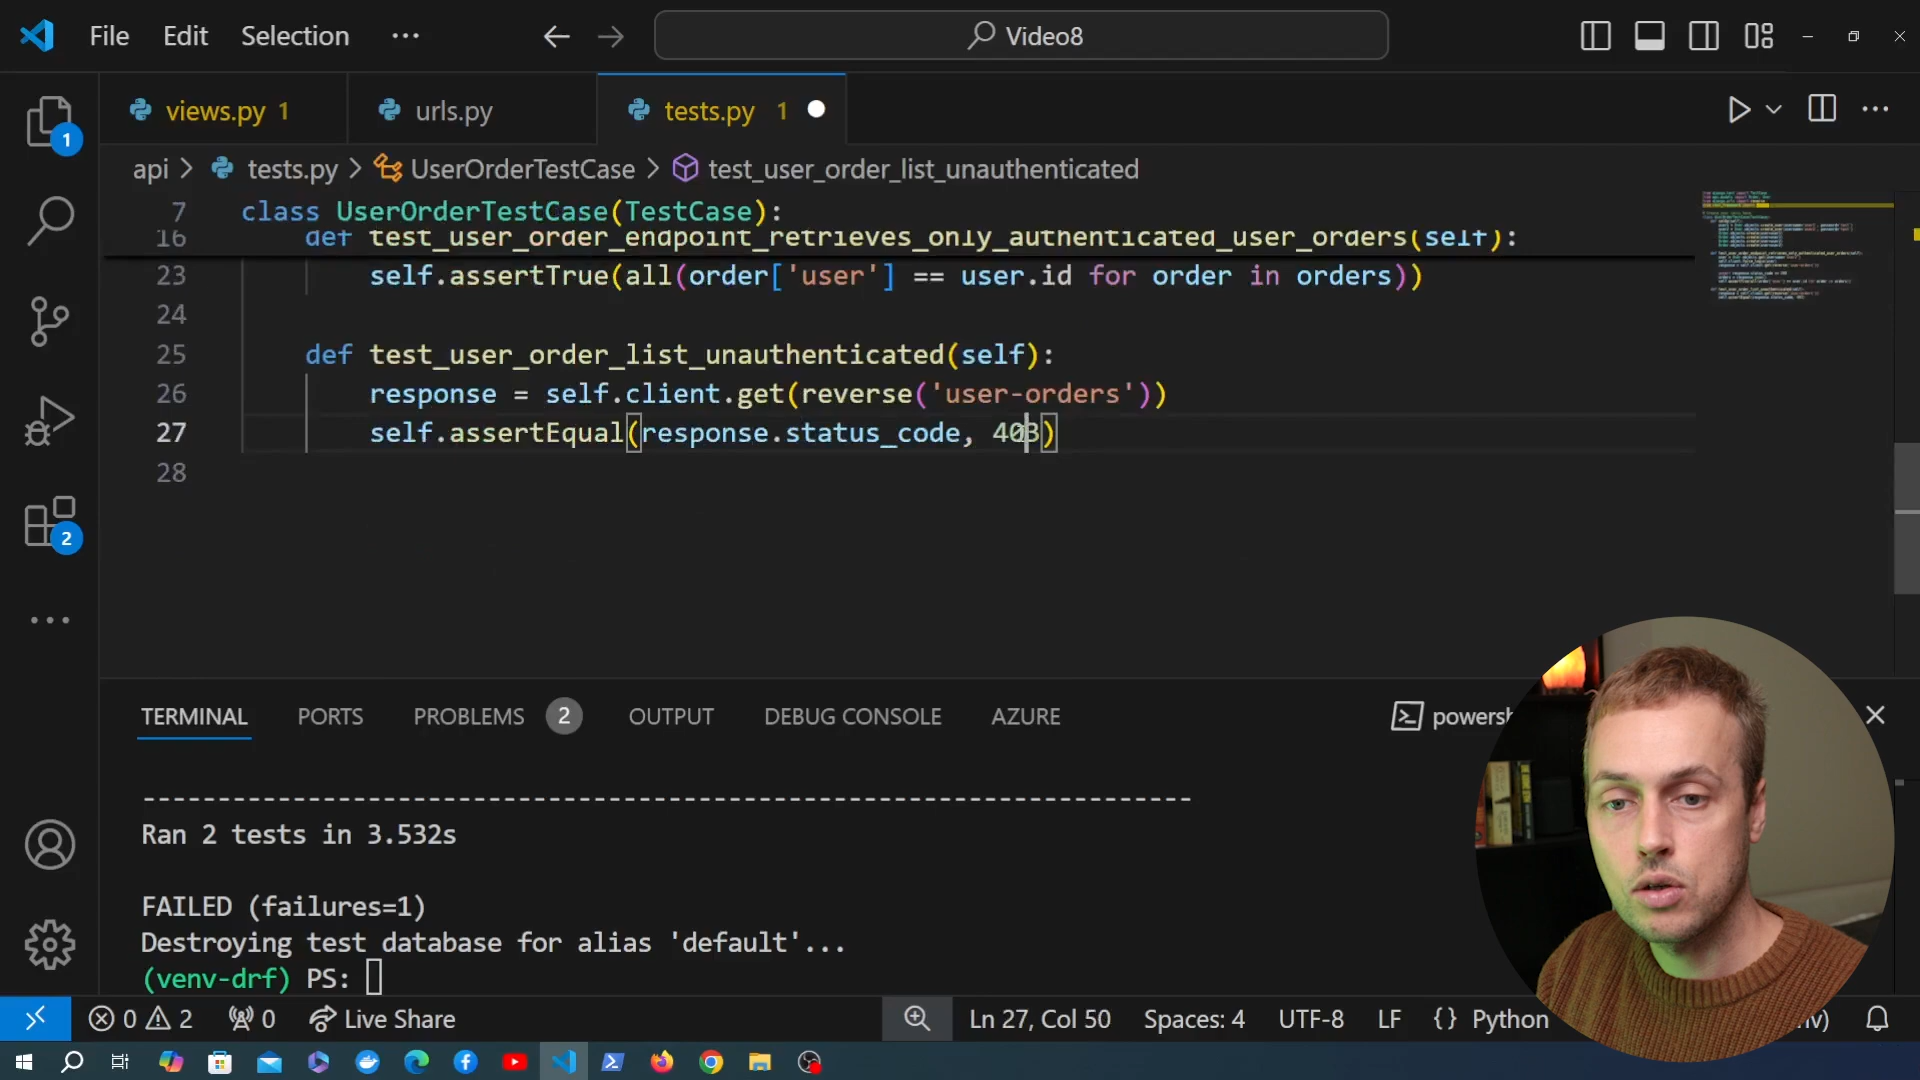 File Edit Selection ... Video8
views.py 1 urls.py tests.py 1
api > tests.py > UserOrderTestCase > test_user_order_list_unauthenticated
7 class UserOrderTestCase(TestCase):
16 def test_user_order_endpoint_retrieves_only_authenticated_user_orders(self):
23 self.assertTrue(all(order['user'] == user.id for order in orders))
24
25 def test_user_order_list_unauthenticated(self):
26 response = self.client.get(reverse('user-orders'))
27 self.assertEqual(response.status_code, 403)
28
1
2
TERMINAL PORTS PROBLEMS 2 OUTPUT DEBUG CONSOLE AZURE powersh
----------------------------------------------------------------------
Ran 2 tests in 3.532s
FAILED (failures=1)
Destroying test database for alias 'default'...
(venv-drf) PS:
0 2 0 Live Share Ln 27, Col 50 Spaces: 4 UTF-8 LF {} Python nv)